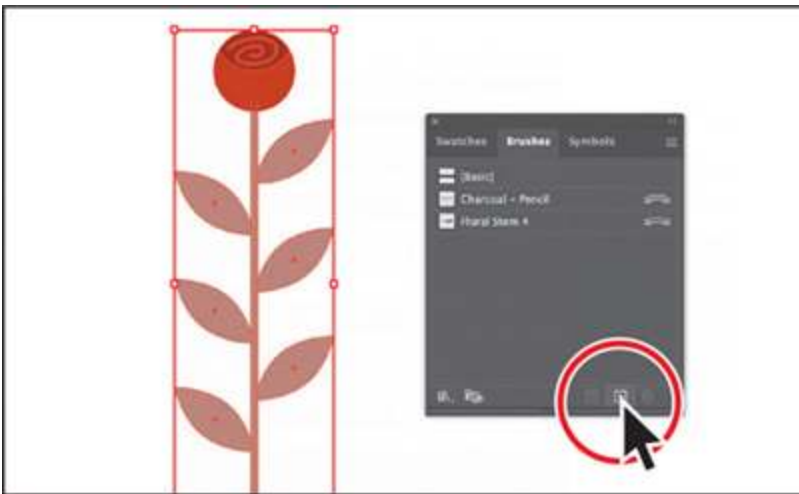 Swatches Brushes Symbols
[Basic]
Charcoal - Pencil
Floral Stem 4